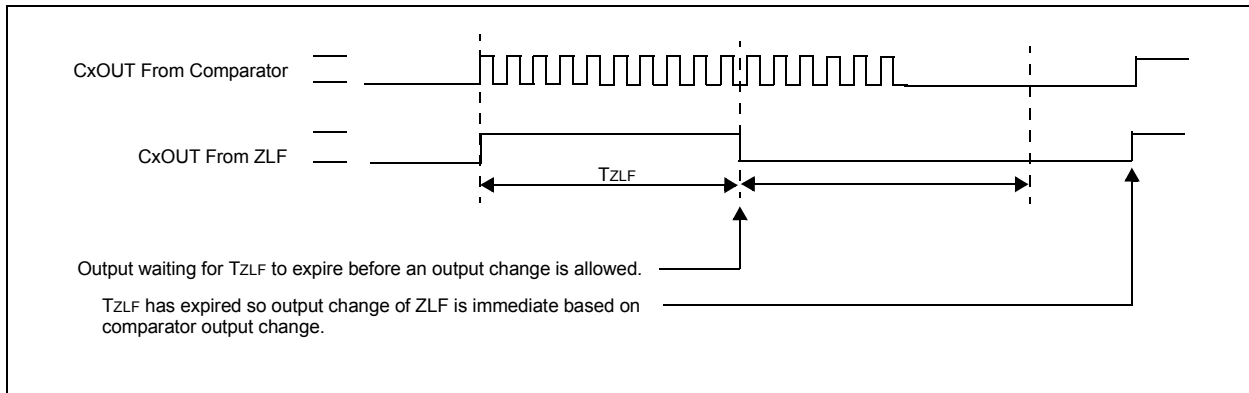 CxOUT From Comparator
CxOUT From ZLF
TZLF
Output waiting for TZLF to expire before an output change is allowed.
TZLF has expired so output change of ZLF is immediate based on
comparator output change.